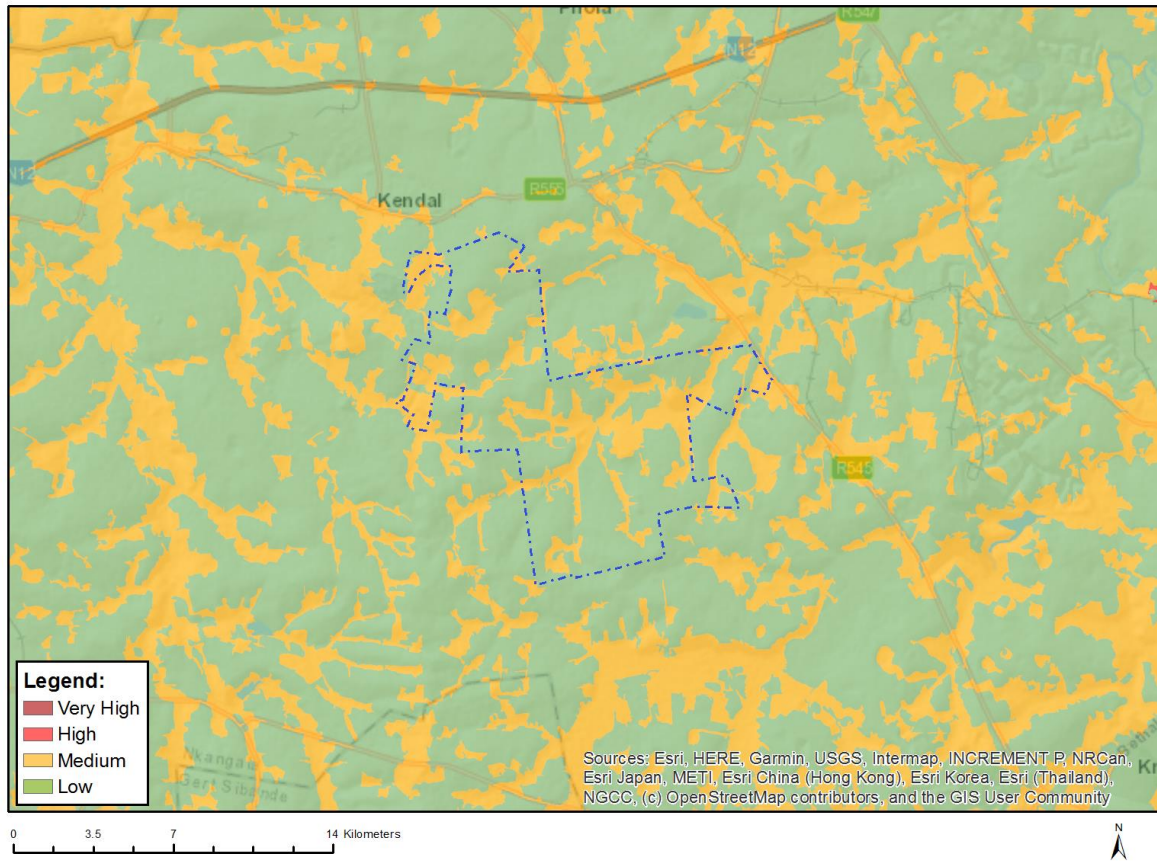 Phola
R547
N12
N12
Kendal
R555
R545
Legend:
Very High
High
Medium
Low
Nkangala
Gert Sibande
Sources: Esri, HERE, Garmin, USGS, Intermap, INCREMENT P, NRCan,
Esri Japan, METI, Esri China (Hong Kong), Esri Korea, Esri (Thailand),
NGCC, (c) OpenStreetMap contributors, and the GIS User Community
Kr
0 3.5 7 14 Kilometers
N